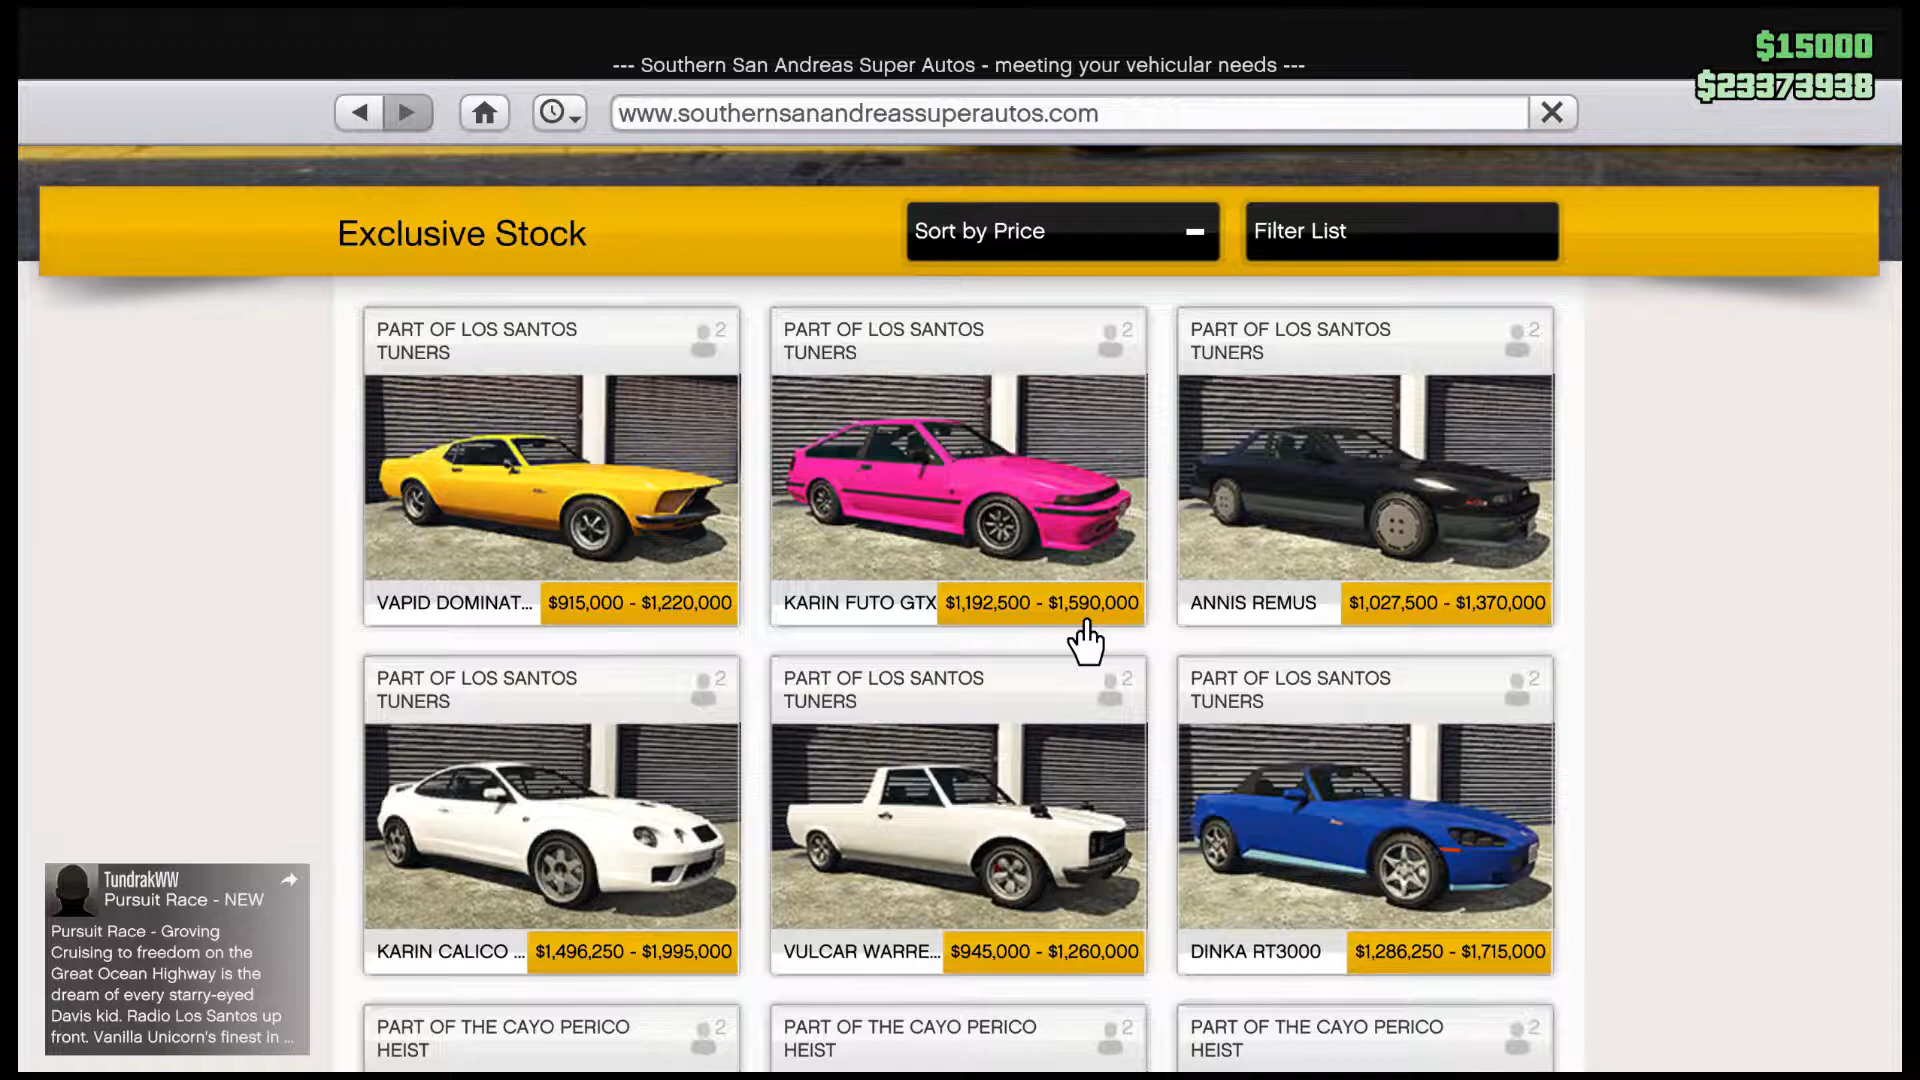 --- Southern San Andreas Super Autos - meeting your vehicular needs ---
$15000
$23373938
www.southernsanandreassuperautos.com
Exclusive Stock
Sort by Price
Filter List
PART OF LOS SANTOS
TUNERS
2
PART OF LOS SANTOS
TUNERS
2
PART OF LOS SANTOS
TUNERS
2
VAPID DOMINAT... $915,000 - $1,220,000
KARIN FUTO GTX $1,192,500 - $1,590,000
ANNIS REMUS $1,027,500 - $1,370,000
PART OF LOS SANTOS
TUNERS
2
PART OF LOS SANTOS
TUNERS
2
PART OF LOS SANTOS
TUNERS
2
KARIN CALICO ... $1,496,250 - $1,995,000
VULCAR WARRE... $945,000 - $1,260,000
DINKA RT3000 $1,286,250 - $1,715,000
PART OF THE CAYO PERICO
HEIST
2
PART OF THE CAYO PERICO
HEIST
2
PART OF THE CAYO PERICO
HEIST
2
TundrakWW
Pursuit Race - NEW
Pursuit Race - Groving
Cruising to freedom on the
Great Ocean Highway is the
dream of every starry-eyed
Davis kid. Radio Los Santos up
front. Vanilla Unicorn's finest in ...